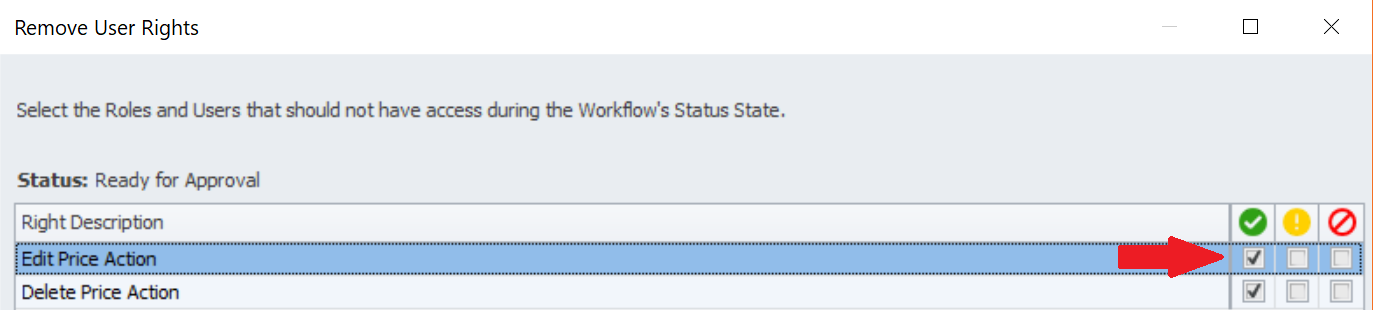 Remove User Rights
Select the Roles and Users that should not have access during the Workflow's Status State.
Status: Ready for Approval
Right Description
Edit Price Action
Delete Price Action